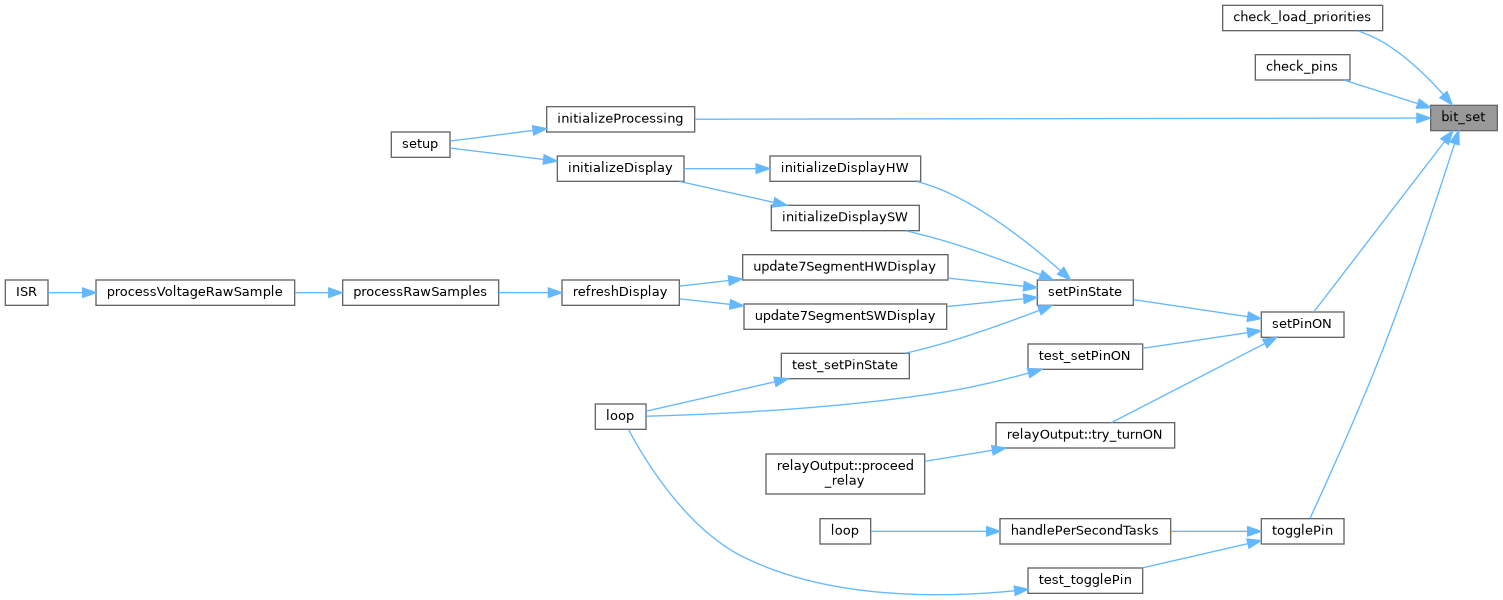 check_load_priorities
check_pins
bit_set
initializeProcessing
setup
initializeDisplay
initializeDisplayHW
initializeDisplaySW
update7SegmentHWDisplay
ISR
processVoltageRawSample
processRawSamples
refreshDisplay
setPinState
update7SegmentSWDisplay
setPinON
test_setPinON
test_setPinState
loop
relayOutput::try_turnON
relayOutput::proceed
_relay
loop
handlePerSecondTasks
togglePin
test_togglePin